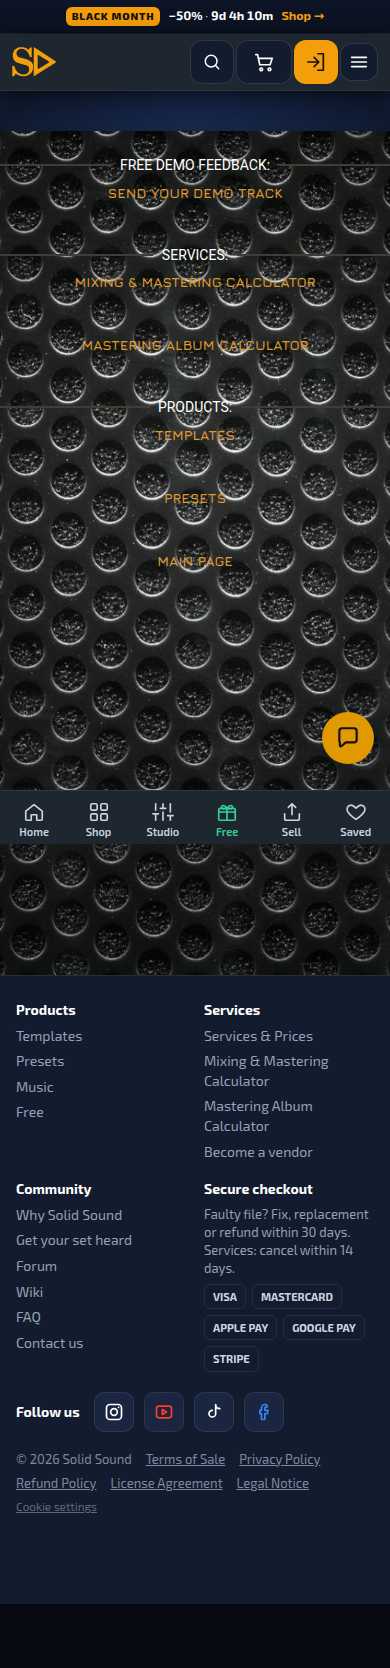 BLACK MONTH −50% · 9d 4h 10m Shop →
SD
FREE DEMO FEEDBACK:
SEND YOUR DEMO TRACK
SERVICES:
MIXING & MASTERING CALCULATOR
MASTERING ALBUM CALCULATOR
PRODUCTS:
TEMPLATES
PRESETS
MAIN PAGE
Home Shop Studio Free Sell Saved
Products
Templates
Presets
Music
Free
Services
Services & Prices
Mixing & Mastering
Calculator
Mastering Album
Calculator
Become a vendor
Community
Why Solid Sound
Get your set heard
Forum
Wiki
FAQ
Contact us
Secure checkout
Faulty file? Fix, replacement
or refund within 30 days.
Services: cancel within 14
days.
VISA MASTERCARD
APPLE PAY GOOGLE PAY
STRIPE
Follow us
© 2026 Solid Sound Terms of Sale Privacy Policy
Refund Policy License Agreement Legal Notice
Cookie settings